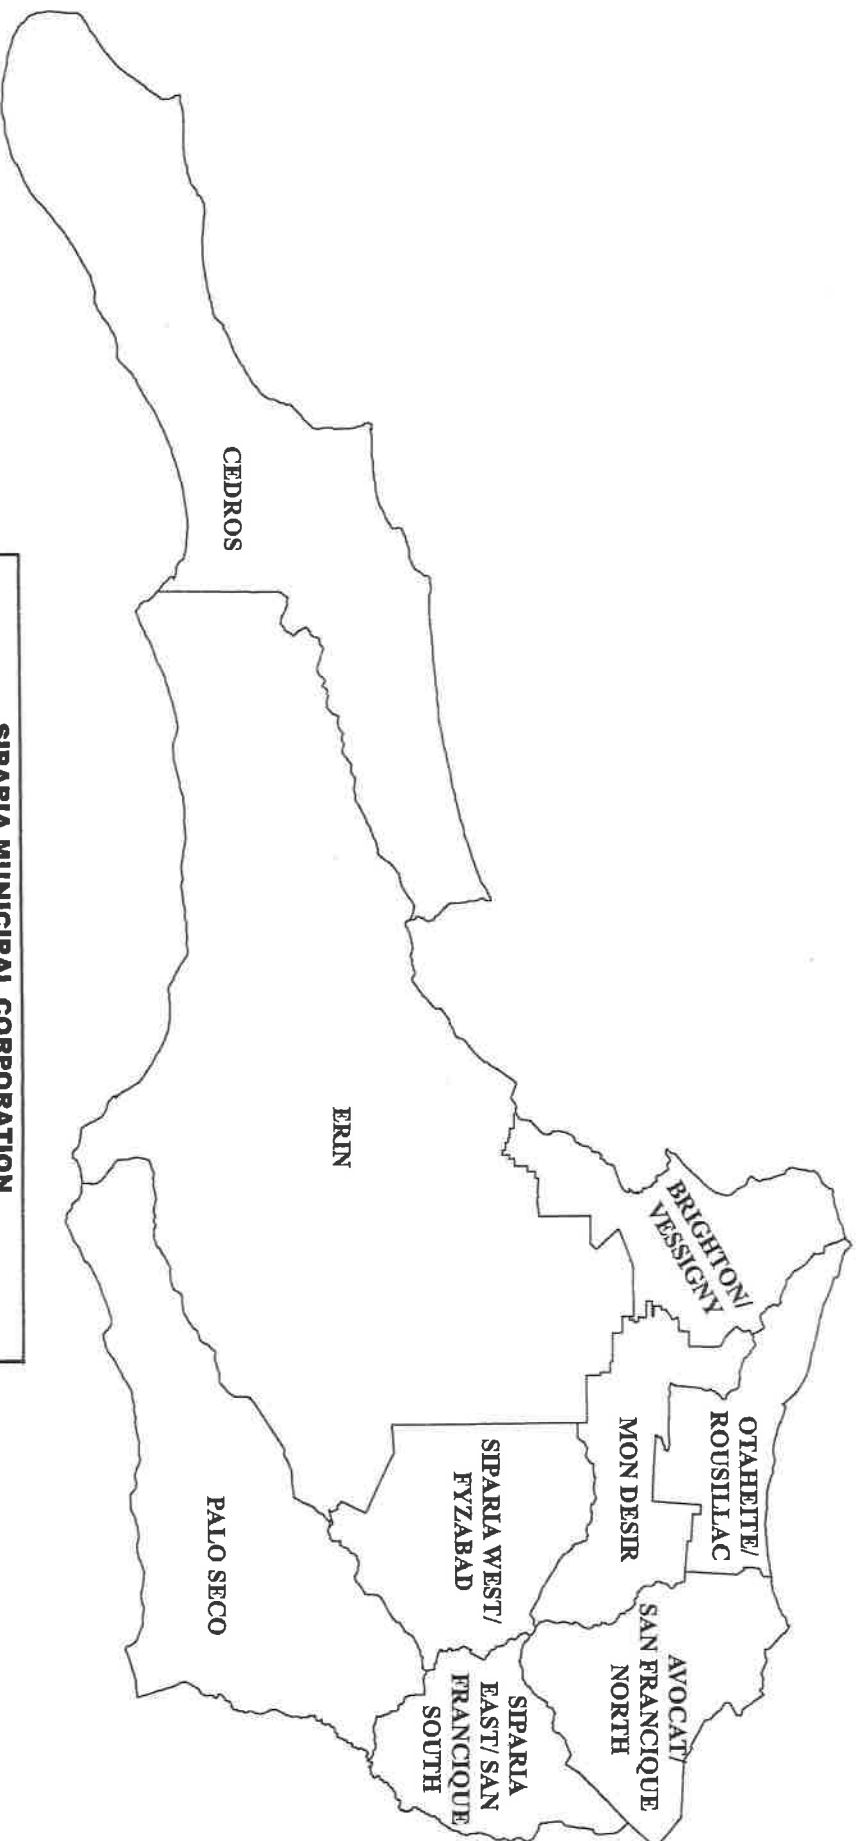 CEDROS
ERIN
BRIGHTON/
VESSIGNY
OTAHEITE/
ROUSILLAC
MON DESIR
SIPARIA WEST/
FYZABAD
AVOCAT/
SAN FRANCIQUE
NORTH
SIPARIA
EAST/ SAN
FRANCIQUE
SOUTH
PALO SECO
SIPARIA MUNICIPAL CORPORATION